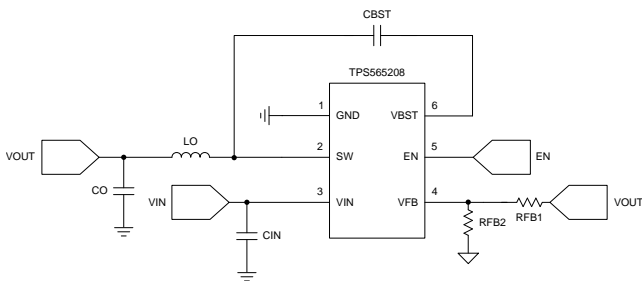 CBST
TPS565208
1 GND VBST 6
LO
VOUT 2 SW EN 5 EN
CO
VIN 3 VIN VFB 4 VOUT
RFB2 RFB1
CIN